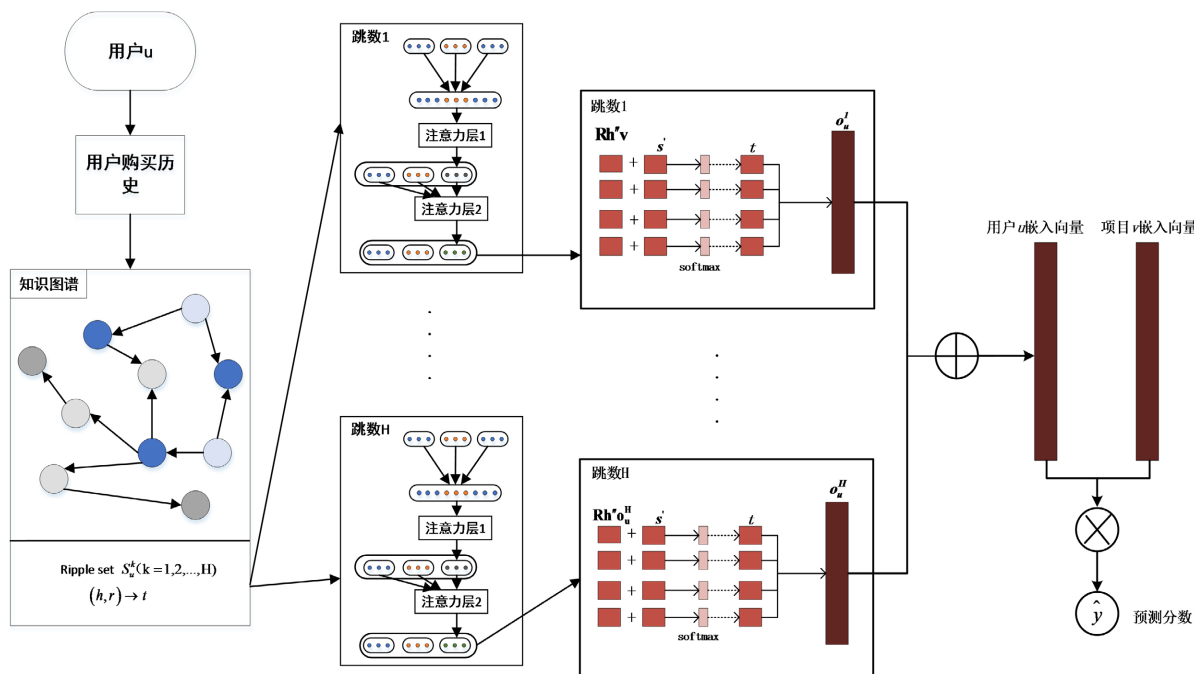 用户u
用户购买历
史
知识图谱
Ripple set S_u^k(k=1,2,...,H)
(h,r)→t
跳数1
注意力层1
注意力层2
跳数H
注意力层1
注意力层2
跳数1
Rh"v
s'
t
o_u^1
softmax
跳数H
Rh"o_u^H
s'
t
o_u^H
softmax
用户u嵌入向量
项目v嵌入向量
ŷ
预测分数